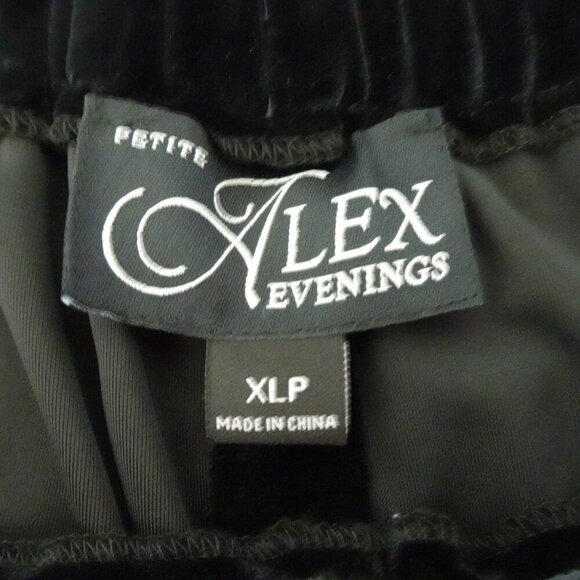 PETITE
ALEX
EVENINGS
XLP
MADE IN CHINA